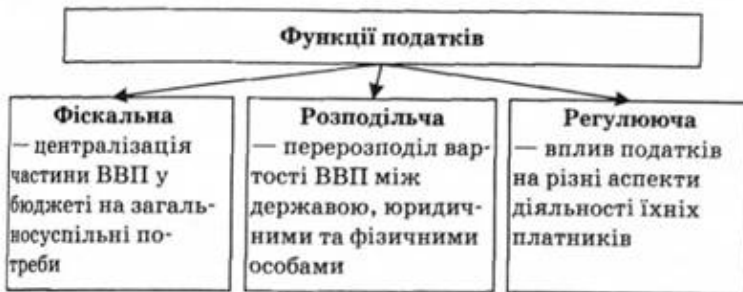 Функції податків
Фіскальна
— централізація
частини ВВП у
бюджеті на загаль-
носуспільні по-
треби
Розподільча
— перерозподіл вар-
тості ВВП між
державою, юридич-
ними та фізичними
особами
Регулююча
— вплив податків
на різні аспекти
діяльності їхніх
платників